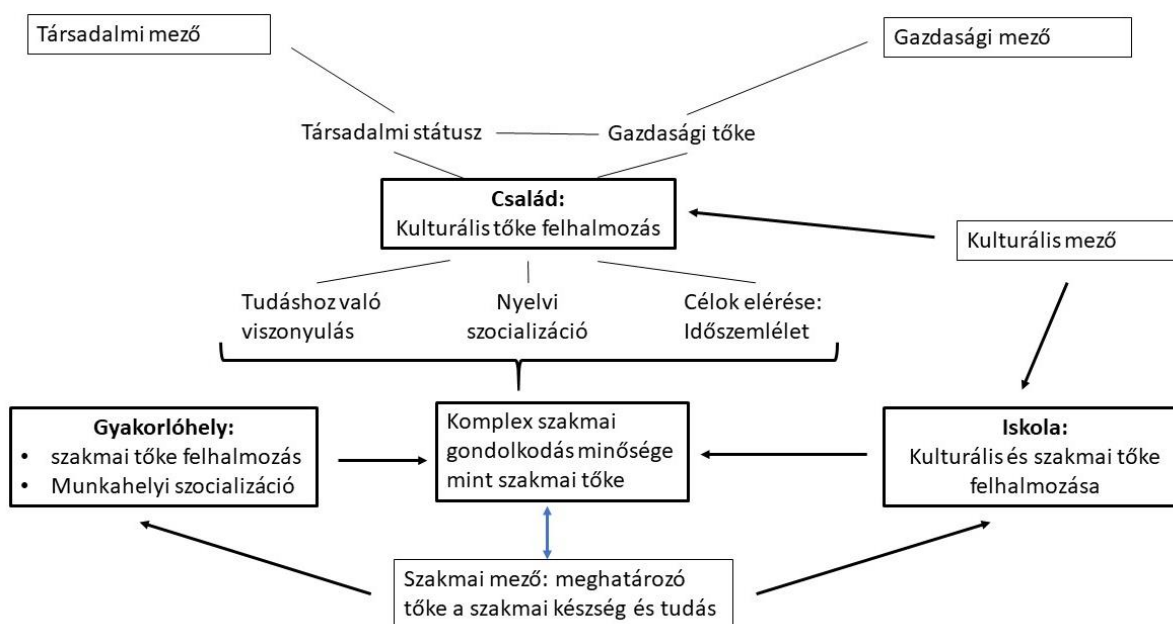 Társadalmi mező
Gazdasági mező
Társadalmi státusz
Gazdasági tőke
Család:
Kulturális tőke felhalmozás
Kulturális mező
Tudáshoz való
viszonyulás
Nyelvi
szocializáció
Célok elérése:
Időszemlélet
Gyakorlóhely:
• szakmai tőke felhalmozás
• Munkahelyi szocializáció
Komplex szakmai
gondolkodás minősége
mint szakmai tőke
Iskola:
Kulturális és szakmai tőke
felhalmozása
Szakmai mező: meghatározó
tőke a szakmai készség és tudás